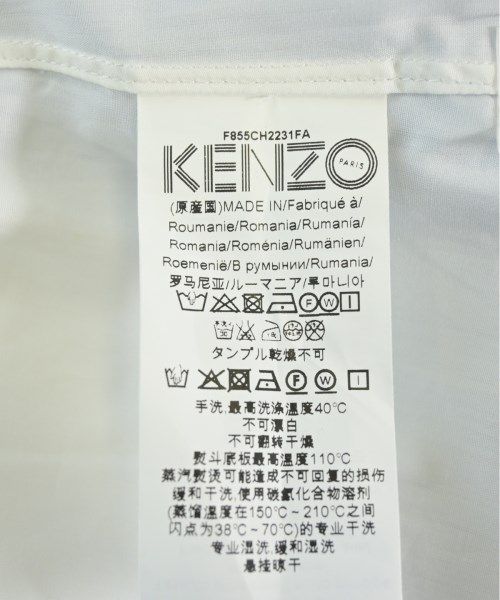 F855CH2231FA
KENZO
PARIS
(原産国)MADE IN/Fabriqué à/
Roumanie/Romania/Rumanía/
Romania/Roménia/Rumänien/
Roemenië/В румынии/Rumania/
罗马尼亚/ルーマニア/루마니아
F W
タンブル乾燥不可
F W
手洗,最高洗涤温度40℃
不可漂白
不可翻转干燥
熨斗底板最高温度110℃
蒸汽熨烫可能造成不可回复的损伤
缓和干洗,使用碳氢化合物溶剂
(蒸馏温度在150℃~210℃之间
闪点为38℃~70℃)的专业干洗
专业湿洗,缓和湿洗
悬挂晾干